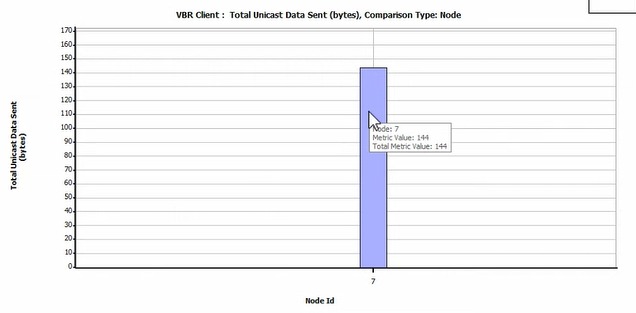 VBR Client : Total Unicast Data Sent (bytes), Comparison Type: Node
170
160
150
140
130
120
110
100
90
80
70
60
50
40
30
20
10
0
Total Unicast Data Sent
(bytes)
Node: 7
Metric Value: 144
Total Metric Value: 144
7
Node Id